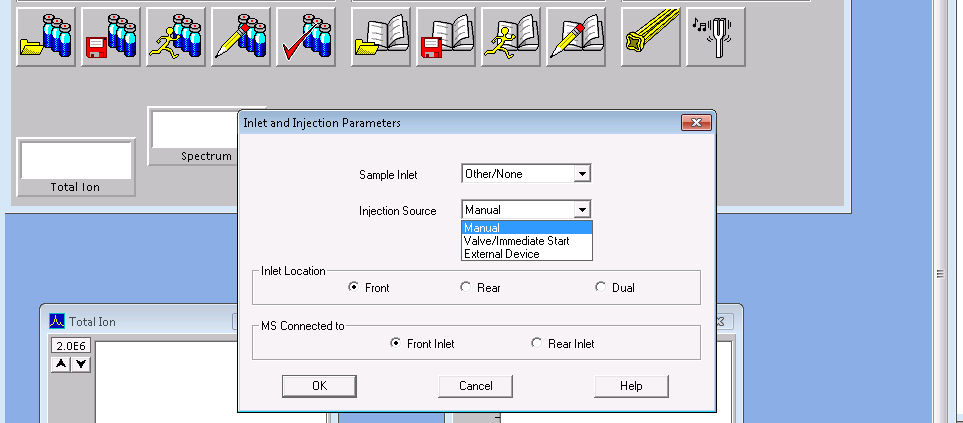 Inlet and Injection Parameters
Spectrum
Sample Inlet
Other/None
Total Ion
Injection Source
Manual
Manual
Valve/Immediate Start
External Device
Inlet Location
Front
Rear
Dual
Total Ion
MS Connected to
2.0E6
Front Inlet
Rear Inlet
OK
Cancel
Help